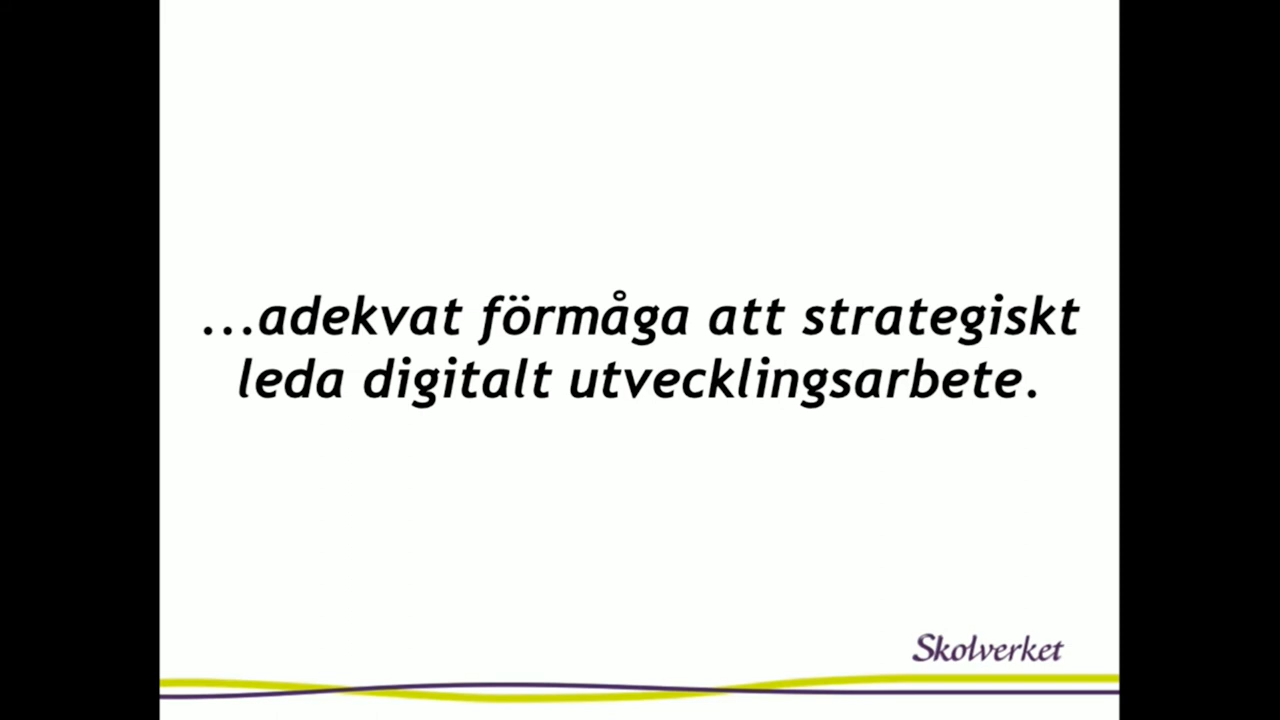 ...adekvat förmåga att strategiskt
leda digitalt utvecklingsarbete.
Skolverket